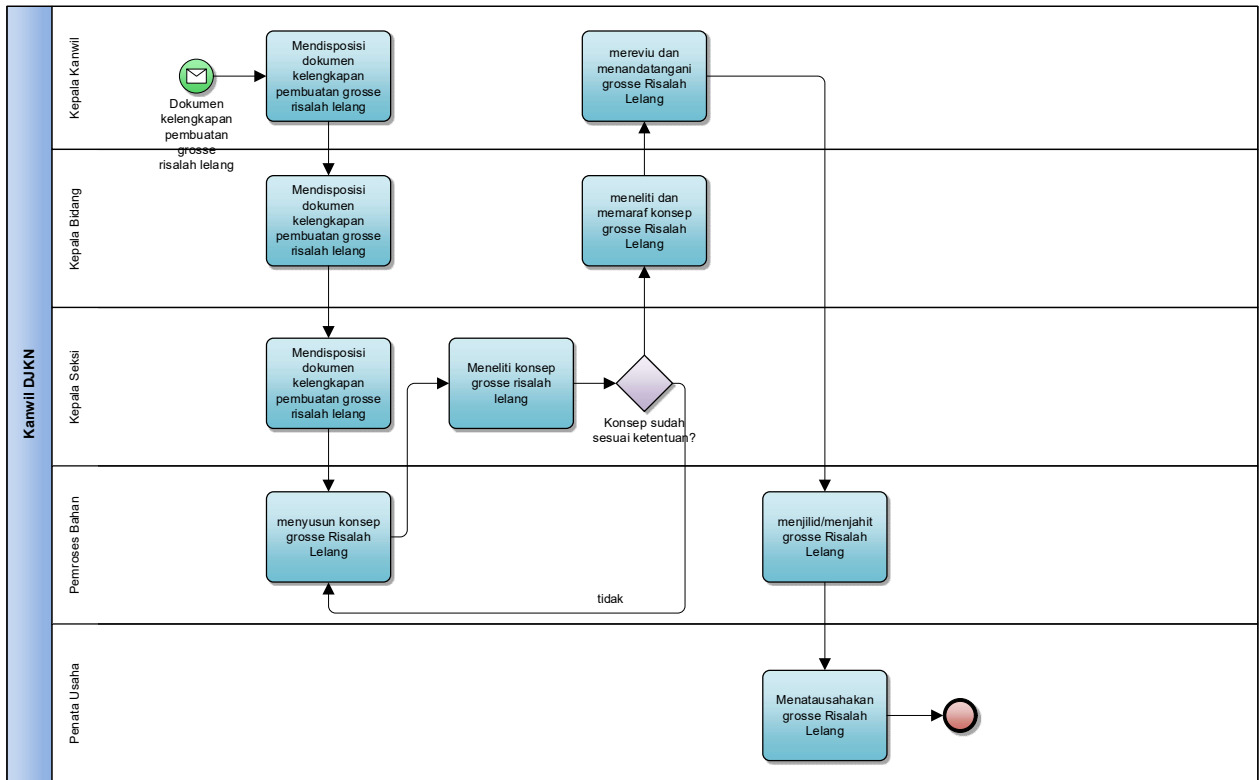 Kanwil DJKN
Kepala Kanwil
Dokumen
kelengkapan
pembuatan
grosse
risalah lelang
Mendisposisi
dokumen
kelengkapan
pembuatan grosse
risalah lelang
mereviu dan
menandatangani
grosse Risalah
Lelang
Kepala Bidang
Mendisposisi
dokumen
kelengkapan
pembuatan grosse
risalah lelang
meneliti dan
memaraf konsep
grosse Risalah
Lelang
Kepala Seksi
Mendisposisi
dokumen
kelengkapan
pembuatan grosse
risalah lelang
Meneliti konsep
grosse risalah
lelang
Konsep sudah
sesuai ketentuan?
Pemroses Bahan
menyusun konsep
grosse Risalah
Lelang
tidak
menjilid/menjahit
grosse Risalah
Lelang
Penata Usaha
Menatausahakan
grosse Risalah
Lelang